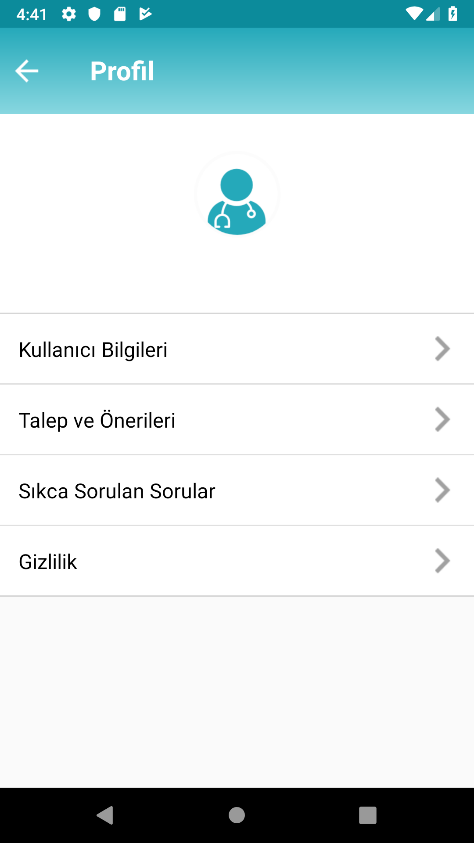 4:41
Profil
Kullanıcı Bilgileri
Talep ve Önerileri
Sıkca Sorulan Sorular
Gizlilik